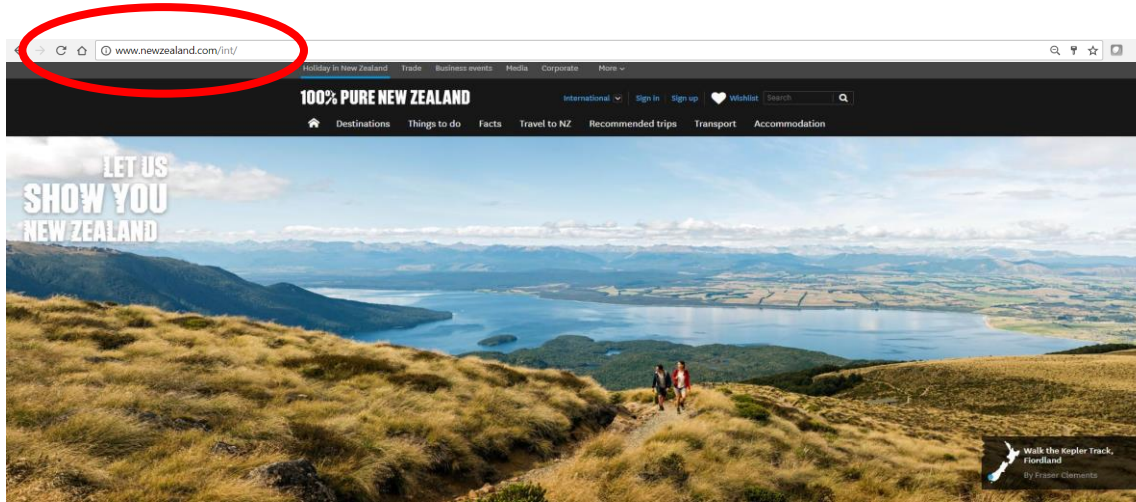 www.newzealand.com/int/
Holiday in New Zealand Trade Business events Media Corporate More
100% PURE NEW ZEALAND International Sign in Sign up Wishlist Search
Destinations Things to do Facts Travel to NZ Recommended trips Transport Accommodation
LET US
SHOW YOU
NEW ZEALAND
Walk the Kepler Track,
Fiordland
By Fraser Clements